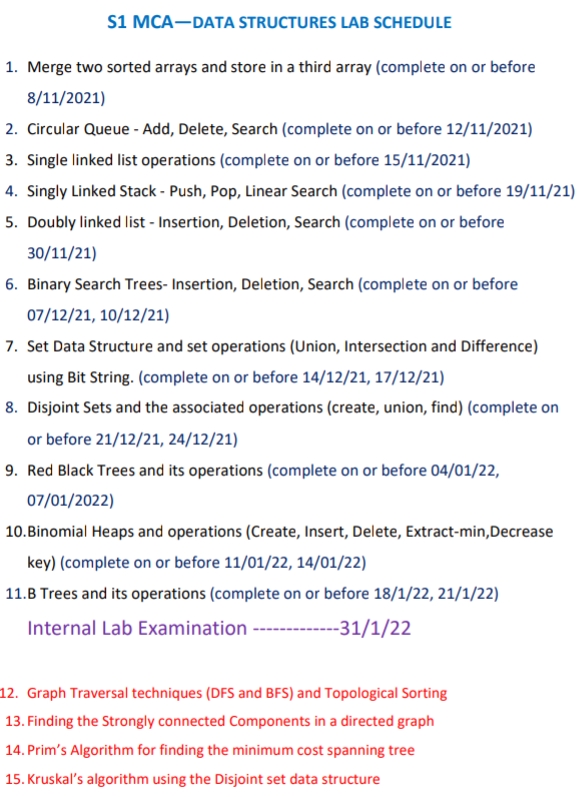 S1 MCA—DATA STRUCTURES LAB SCHEDULE
1. Merge two sorted arrays and store in a third array (complete on or before
8/11/2021)
2. Circular Queue - Add, Delete, Search (complete on or before 12/11/2021)
3. Single linked list operations (complete on or before 15/11/2021)
4. Singly Linked Stack - Push, Pop, Linear Search (complete on or before 19/11/21)
5. Doubly linked list - Insertion, Deletion, Search (complete on or before
30/11/21)
6. Binary Search Trees- Insertion, Deletion, Search (complete on or before
07/12/21, 10/12/21)
7. Set Data Structure and set operations (Union, Intersection and Difference)
using Bit String. (complete on or before 14/12/21, 17/12/21)
8. Disjoint Sets and the associated operations (create, union, find) (complete on
or before 21/12/21, 24/12/21)
9. Red Black Trees and its operations (complete on or before 04/01/22,
07/01/2022)
10.Binomial Heaps and operations (Create, Insert, Delete, Extract-min,Decrease
key) (complete on or before 11/01/22, 14/01/22)
11.B Trees and its operations (complete on or before 18/1/22, 21/1/22)
Internal Lab Examination -------------31/1/22
12. Graph Traversal techniques (DFS and BFS) and Topological Sorting
13. Finding the Strongly connected Components in a directed graph
14. Prim’s Algorithm for finding the minimum cost spanning tree
15. Kruskal’s algorithm using the Disjoint set data structure